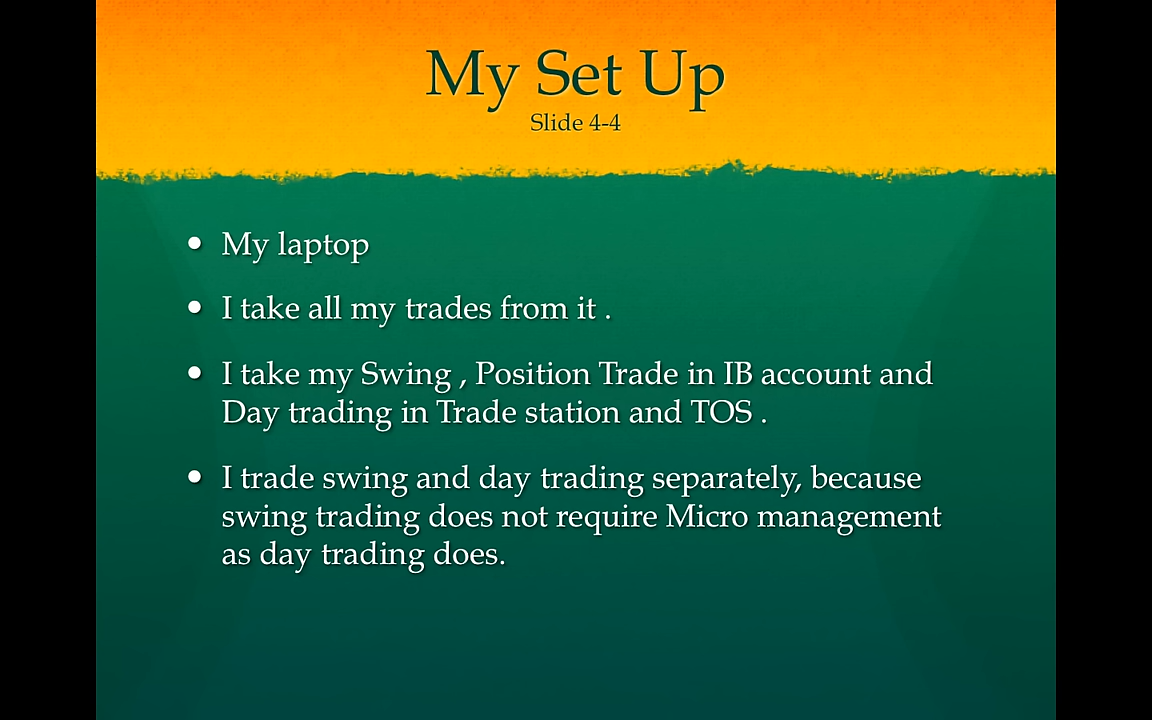 My Set Up
Slide 4-4
• My laptop
• I take all my trades from it .
• I take my Swing , Position Trade in IB account and
Day trading in Trade station and TOS .
• I trade swing and day trading separately, because
swing trading does not require Micro management
as day trading does.